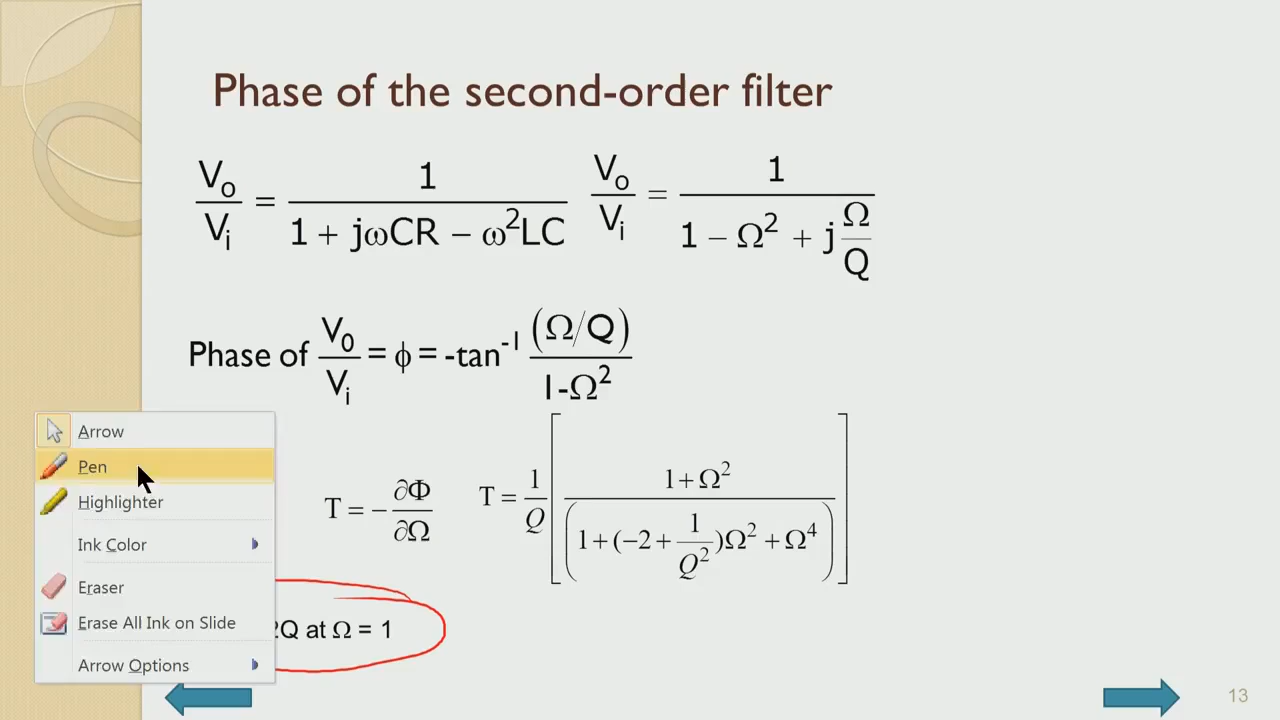 Phase of the second-order filter
V₀/Vᵢ = 1/(1 + jωCR − ω²LC)
V₀/Vᵢ = 1/(1 − Ω² + jΩ/Q)
Phase of V₀/Vᵢ = ϕ = -tan⁻¹ (Ω/Q)/(1-Ω²)
T = −∂Φ/∂Ω
T = 1/Q [(1+Ω²)/(1+(−2+1/Q²)Ω²+Ω⁴)]
Arrow
Pen
Highlighter
Ink Color
Eraser
Erase All Ink on Slide
Arrow Options
2Q at Ω = 1
13